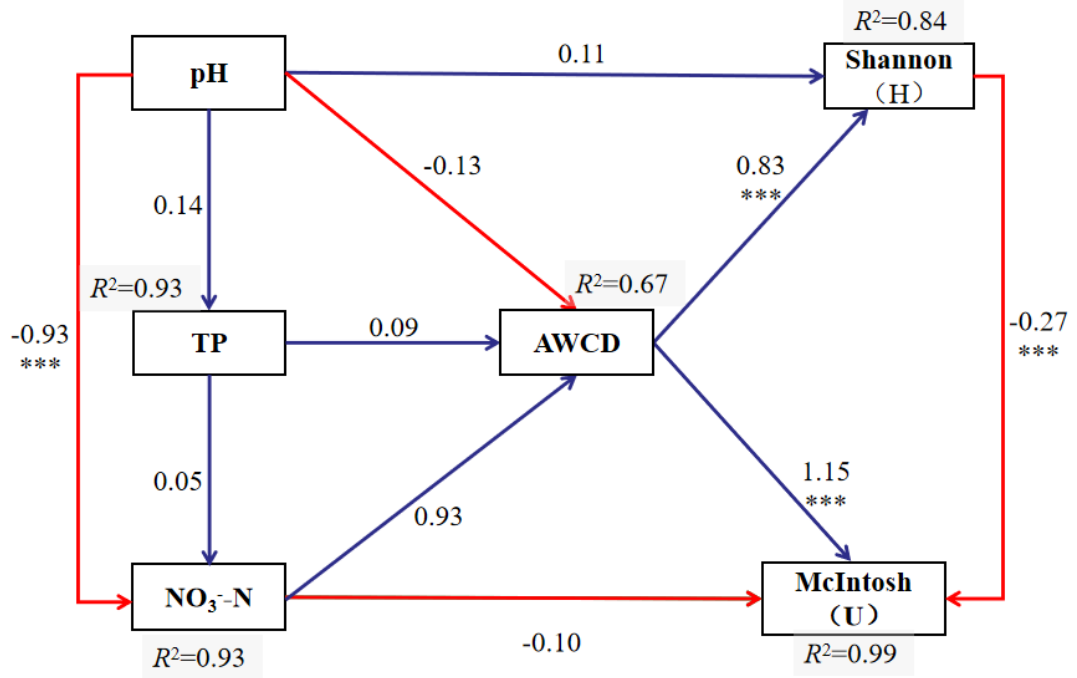 R²=0.84
pH
0.11
Shannon
（H）
-0.13
0.83
***
0.14
R²=0.93
R²=0.67
-0.93
***
TP
0.09
AWCD
-0.27
***
0.05
0.93
1.15
***
NO₃⁻-N
McIntosh
（U）
-0.10
R²=0.93
R²=0.99